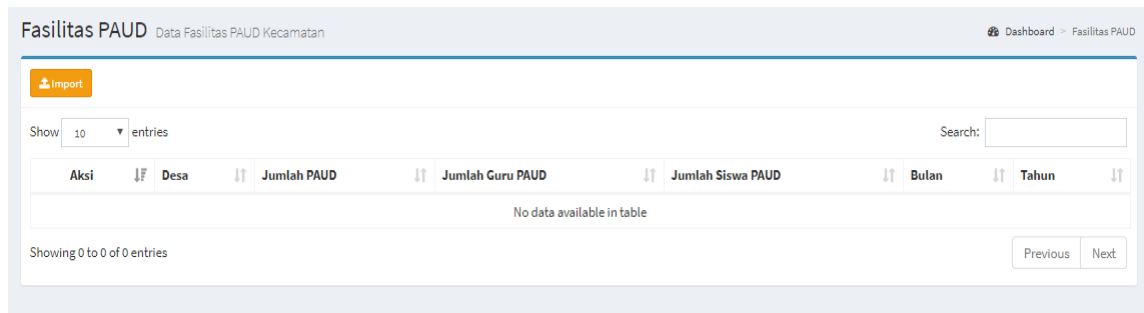 Fasilitas PAUD Data Fasilitas PAUD Kecamatan
Dashboard > Fasilitas PAUD
Import
Show 10 entries
Search:
Aksi Desa Jumlah PAUD Jumlah Guru PAUD Jumlah Siswa PAUD Bulan Tahun
No data available in table
Showing 0 to 0 of 0 entries
Previous Next